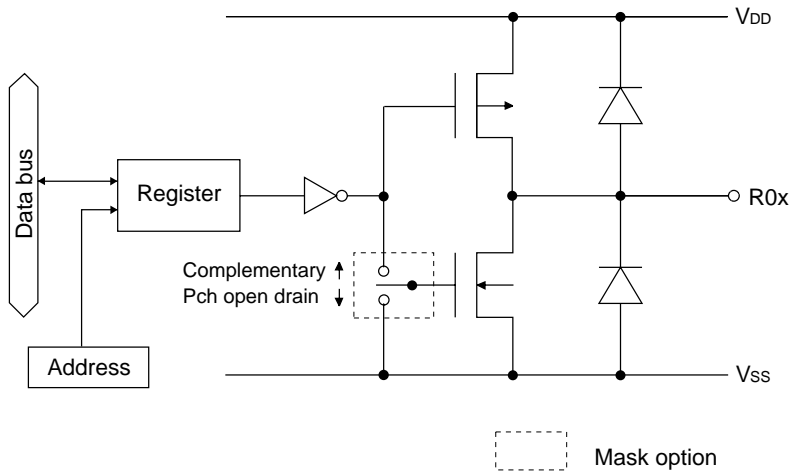 VDD
Data bus
Register
R0x
Complementary
Pch open drain
Address
VSS
Mask option